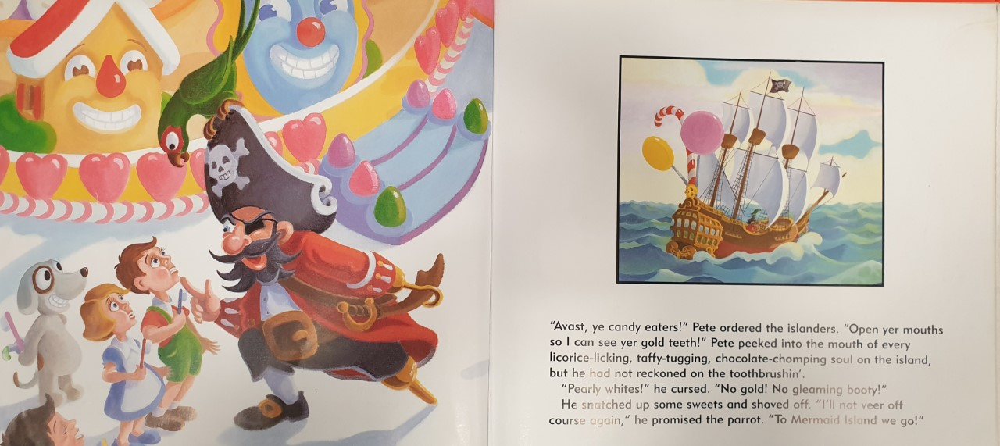 "Avast, ye candy eaters!" Pete ordered the islanders. "Open yer mouths
so I can see yer gold teeth!" Pete peeked into the mouth of every
licorice-licking, taffy-tugging, chocolate-chomping soul on the island,
but he had not reckoned on the toothbrushin'.
"Pearly whites!" he cursed. "No gold! No gleaming booty!"
He snatched up some sweets and shoved off. "I'll not veer off
course again," he promised the parrot. "To Mermaid Island we go!"